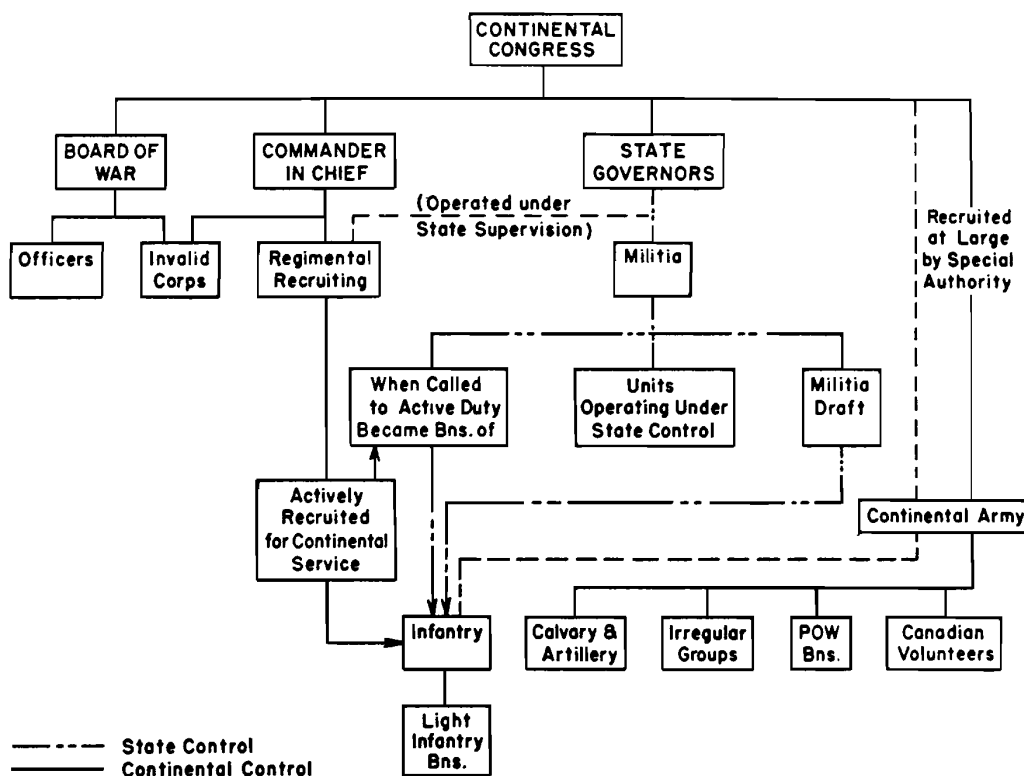 CONTINENTAL
CONGRESS
BOARD OF
WAR
COMMANDER
IN CHIEF
STATE
GOVERNORS
(Operated under
State Supervision)
Recruited
at Large
by Special
Authority
Officers
Invalid
Corps
Regimental
Recruiting
Militia
When Called
to Active Duty
Became Bns. of
Units
Operating Under
State Control
Militia
Draft
Actively
Recruited
for Continental
Service
Continental Army
Infantry
Calvary &
Artillery
Irregular
Groups
POW
Bns.
Canadian
Volunteers
Light
Infantry
Bns.
State Control
Continental Control